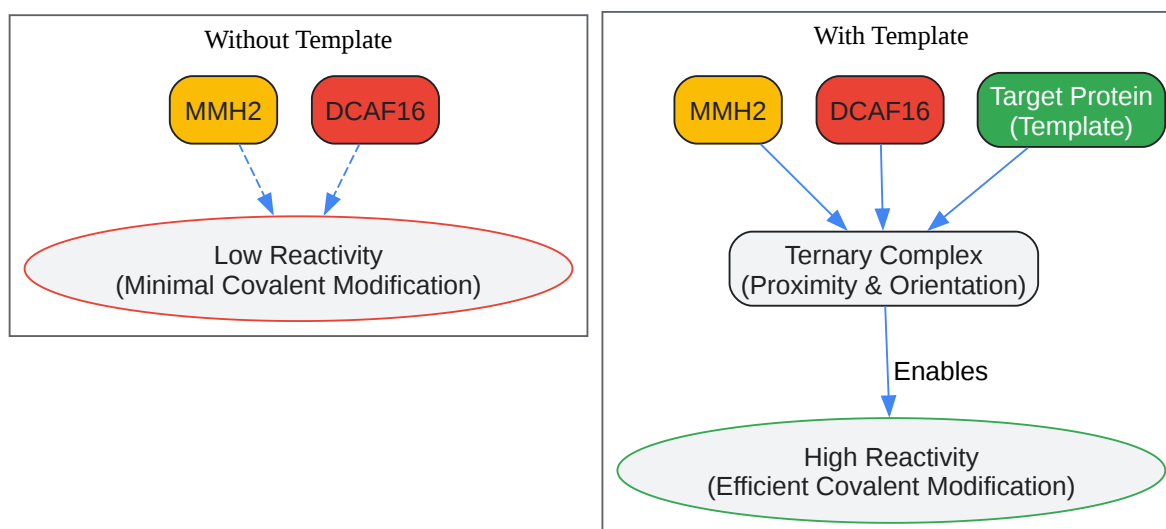 Without Template
MMH2
DCAF16
Low Reactivity
(Minimal Covalent Modification)
With Template
MMH2
DCAF16
Target Protein
(Template)
Ternary Complex
(Proximity & Orientation)
Enables
High Reactivity
(Efficient Covalent Modification)